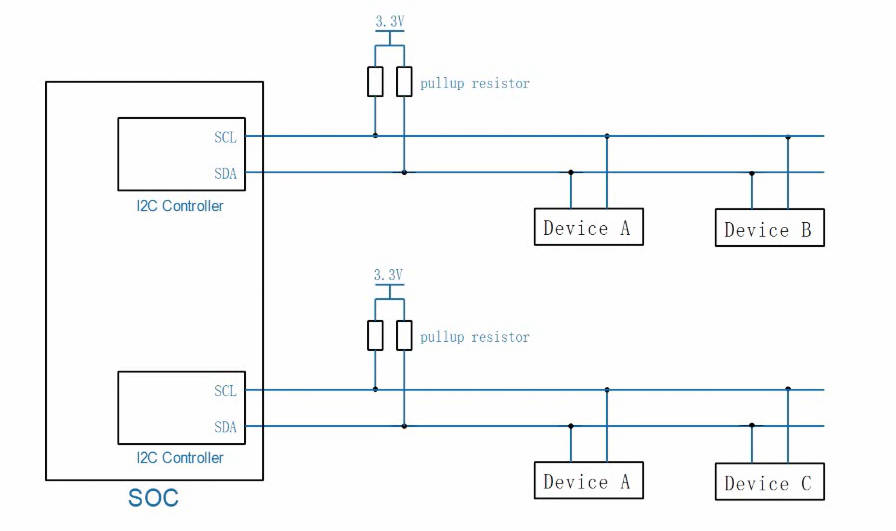 3.3V
pullup resistor
SCL
SDA
I2C Controller
Device A
Device B
3.3V
pullup resistor
SCL
SDA
I2C Controller
Device A
Device C
SOC